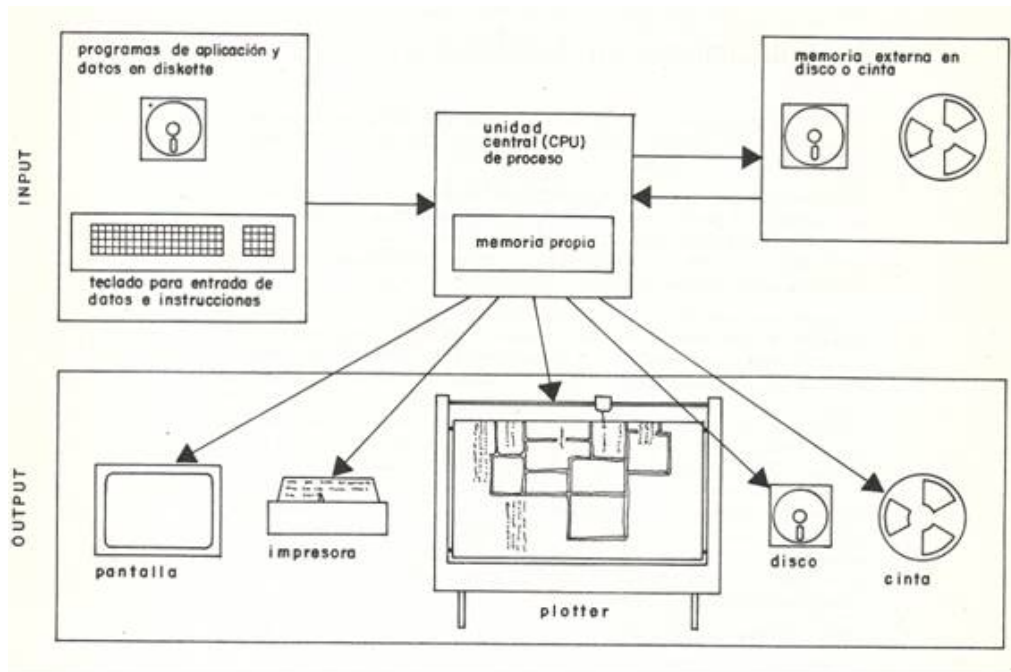 programas de aplicación y
datos en diskette
teclado para entrada de
datos e instrucciones
unidad
central (CPU)
de proceso
memoria propia
memoria externa en
disco o cinta
INPUT
OUTPUT
pantalla
impresora
plotter
disco
cinta